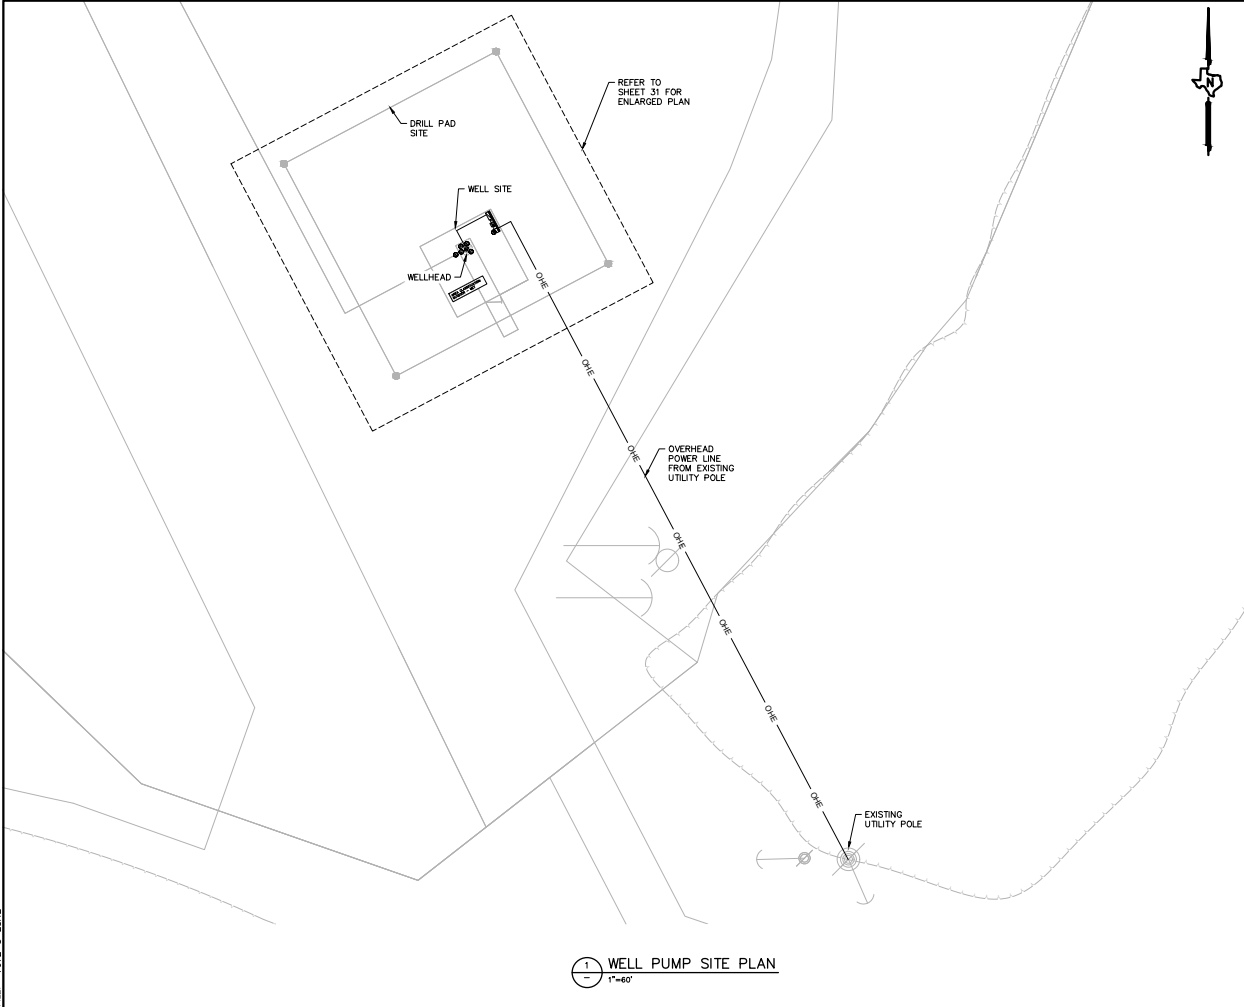 REFER TO
SHEET 31 FOR
ENLARGED PLAN
N
DRILL PAD
SITE
WELL SITE
WELLHEAD
OHE
OHE
OHE
OVERHEAD
POWER LINE
FROM EXISTING
UTILITY POLE
OHE
OHE
OHE
OHE
EXISTING
UTILITY POLE
1
WELL PUMP SITE PLAN
1"=60'